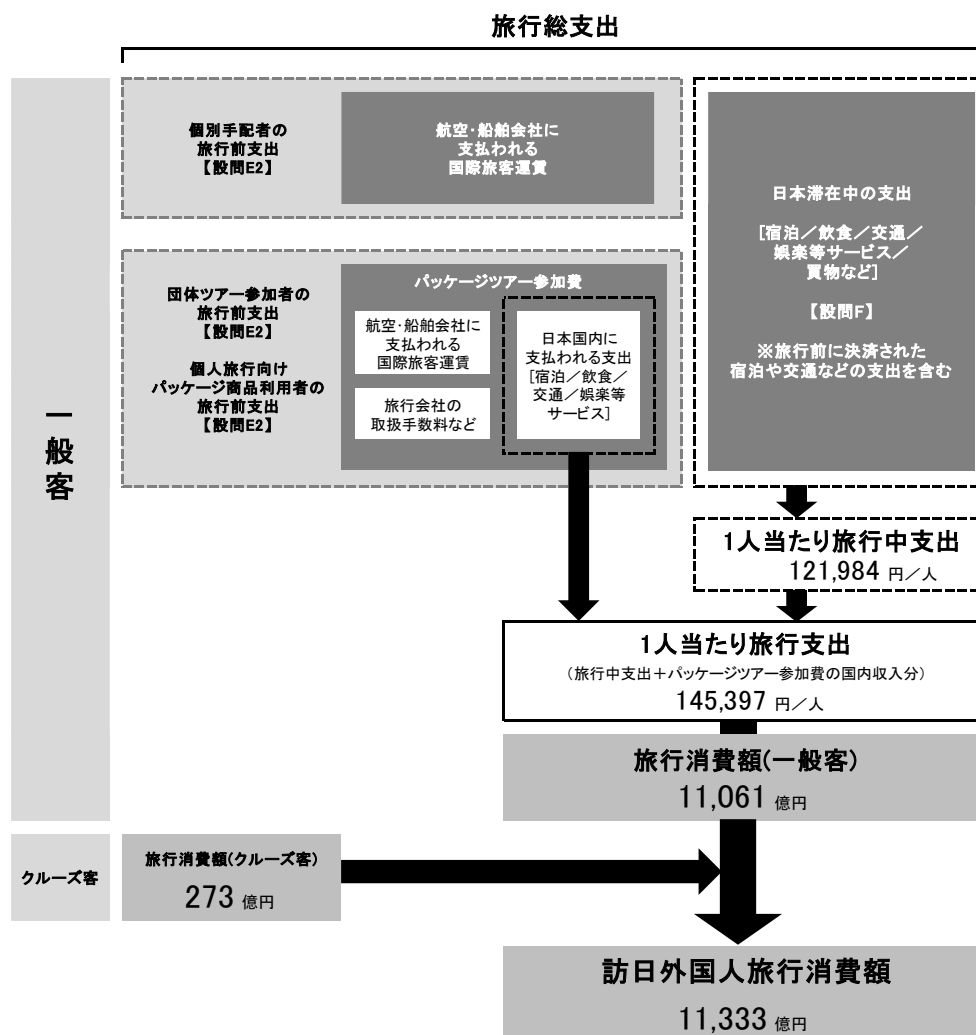 旅行総支出
一般客
個別手配者の
旅行前支出
【設問E2】
航空・船舶会社に
支払われる
国際旅客運賃
団体ツアー参加者の
旅行前支出
【設問E2】
個人旅行向け
パッケージ商品利用者の
旅行前支出
【設問E2】
パッケージツアー参加費
航空・船舶会社に
支払われる
国際旅客運賃
旅行会社の
取扱手数料など
日本国内に
支払われる支出
[宿泊/飲食/
交通/娯楽等
サービス]
日本滞在中の支出
[宿泊/飲食/交通/
娯楽等サービス/
買物など]
【設問F】
※旅行前に決済された
宿泊や交通などの支出を含む
1人当たり旅行中支出
121,984 円/人
1人当たり旅行支出
(旅行中支出+パッケージツアー参加費の国内収入分)
145,397 円/人
旅行消費額(一般客)
11,061 億円
クルーズ客
旅行消費額(クルーズ客)
273 億円
訪日外国人旅行消費額
11,333 億円